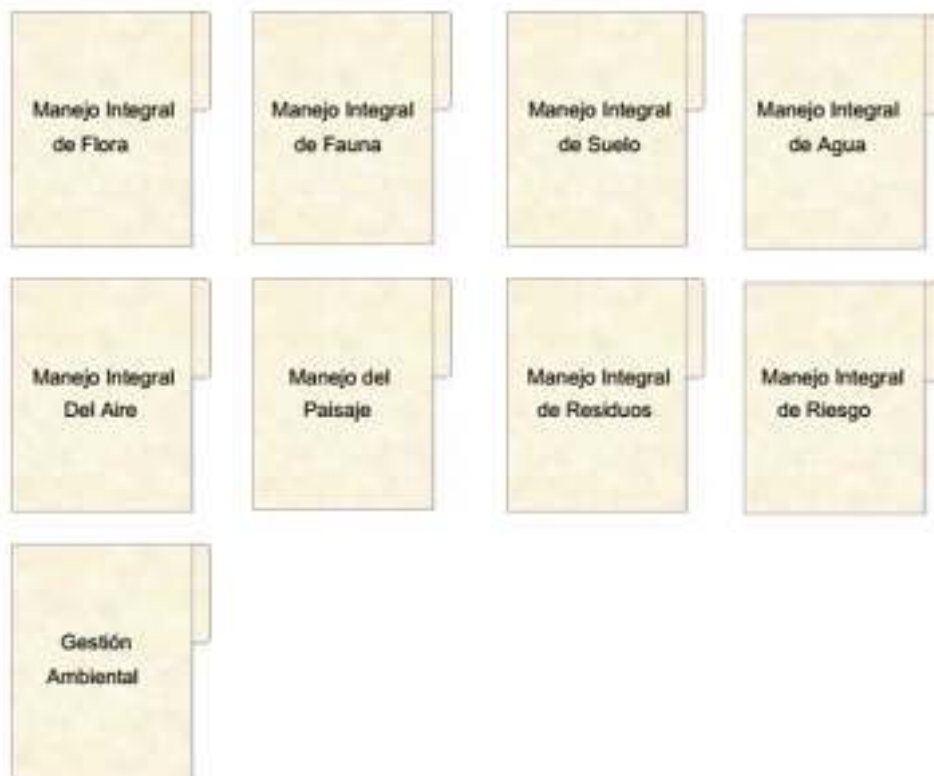 Manejo Integral
de Flora
Manejo Integral
de Fauna
Manejo Integral
de Suelo
Manejo Integral
de Agua
Manejo Integral
Del Aire
Manejo del
Paisaje
Manejo Integral
de Residuos
Manejo Integral
de Riesgo
Gestión
Ambiental